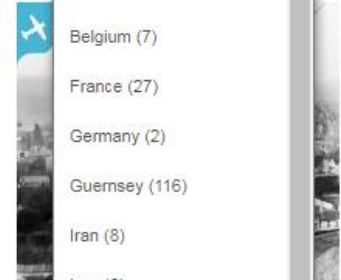 Belgium (7)
France (27)
Germany (2)
Guernsey (116)
Iran (8)